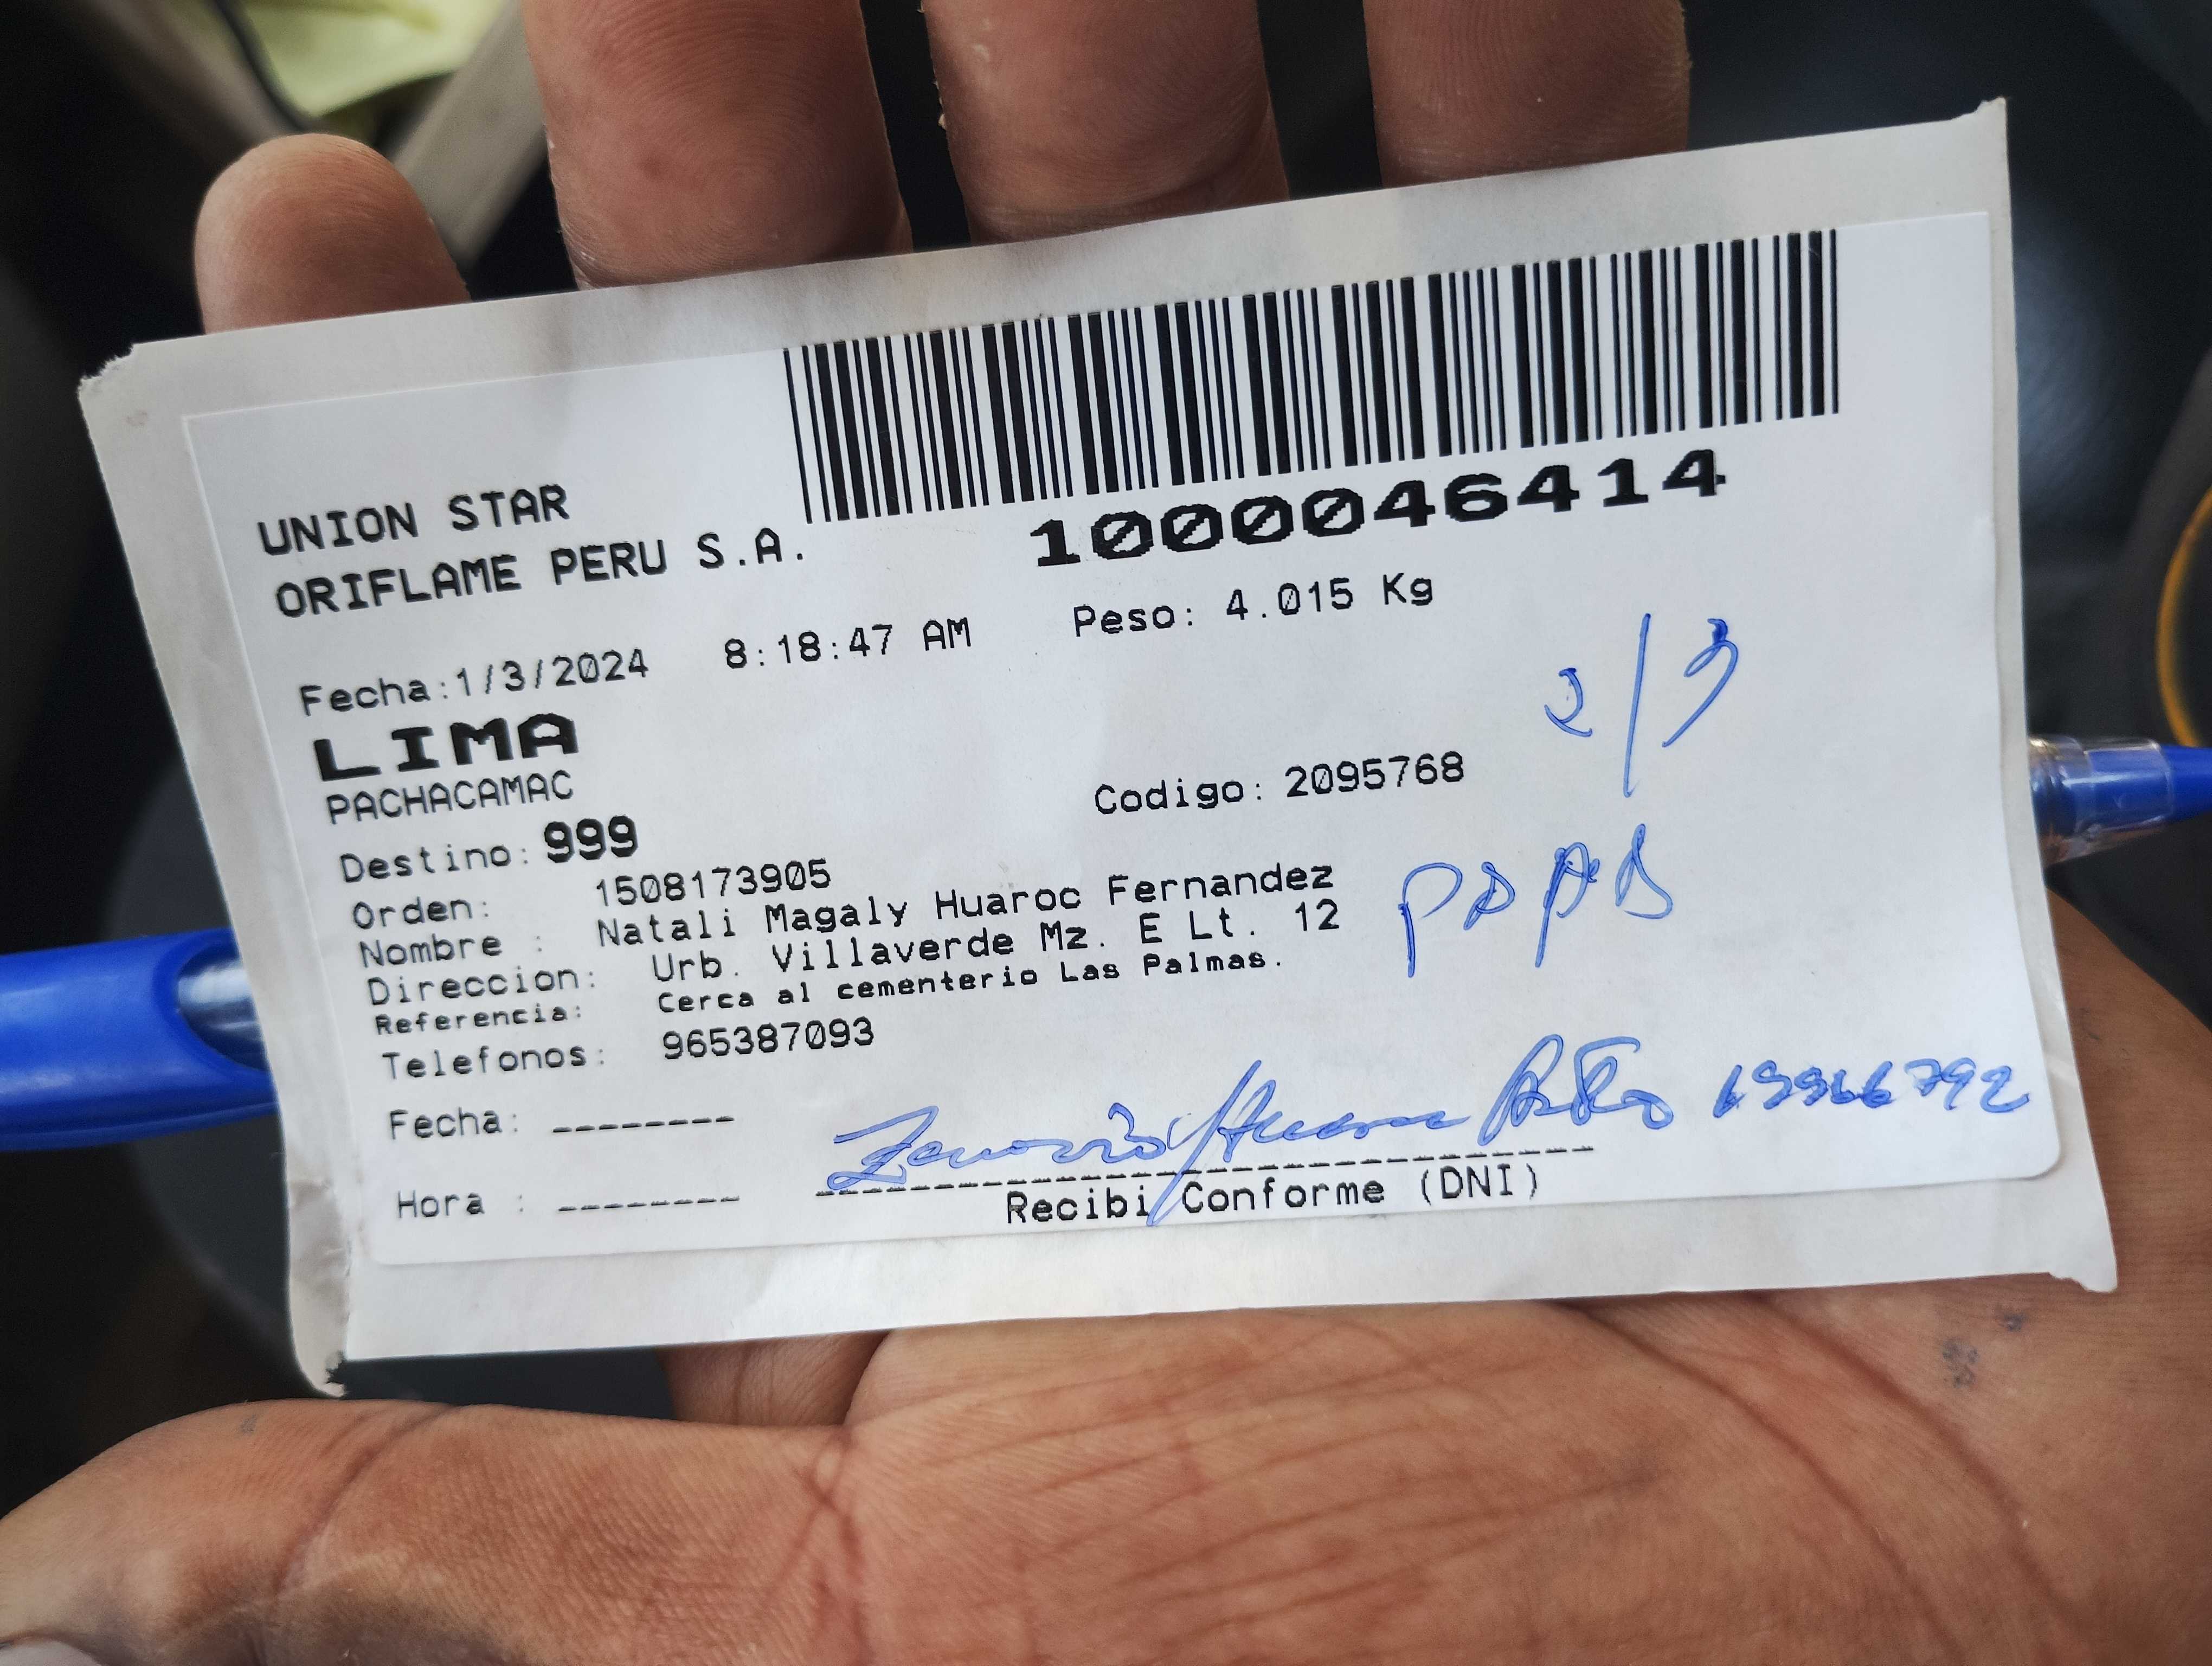 UNION STAR
ORIFLAME PERU S.A.
1000046414
Fecha:1/3/2024 8:18:47 AM Peso: 4.015 Kg
2/3
LIMA
PACHACAMAC
Codigo: 2095768
Destino: 999
Orden: 1508173905
Nombre : Natali Magaly Huaroc Fernandez
PAPA
Direccion: Urb. Villaverde Mz. E Lt. 12
Referencia: Cerca al cementerio Las Palmas.
Telefonos: 965387093
Fecha: --------
Hora : --------
Recibi Conforme (DNI)